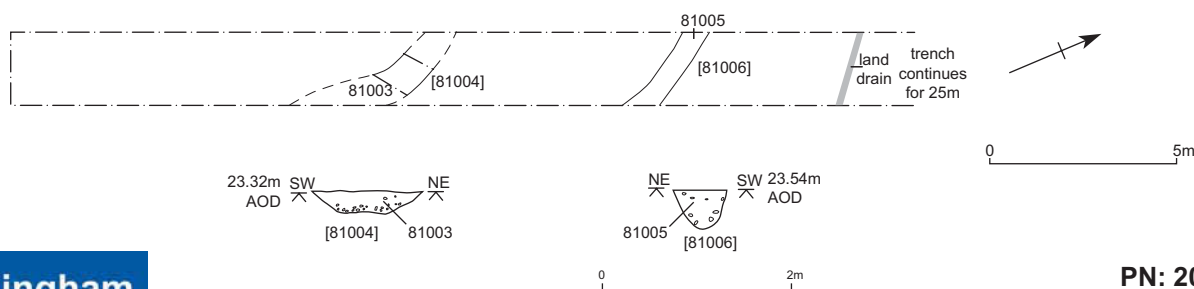 81005
[81006]
[81004]
81003
land
drain
trench
continues
for 25m
0 5m
23.32m
AOD
SW NE
[81004] 81003
NE SW
23.54m
AOD
81005
[81006]
0 2m
PN: 20